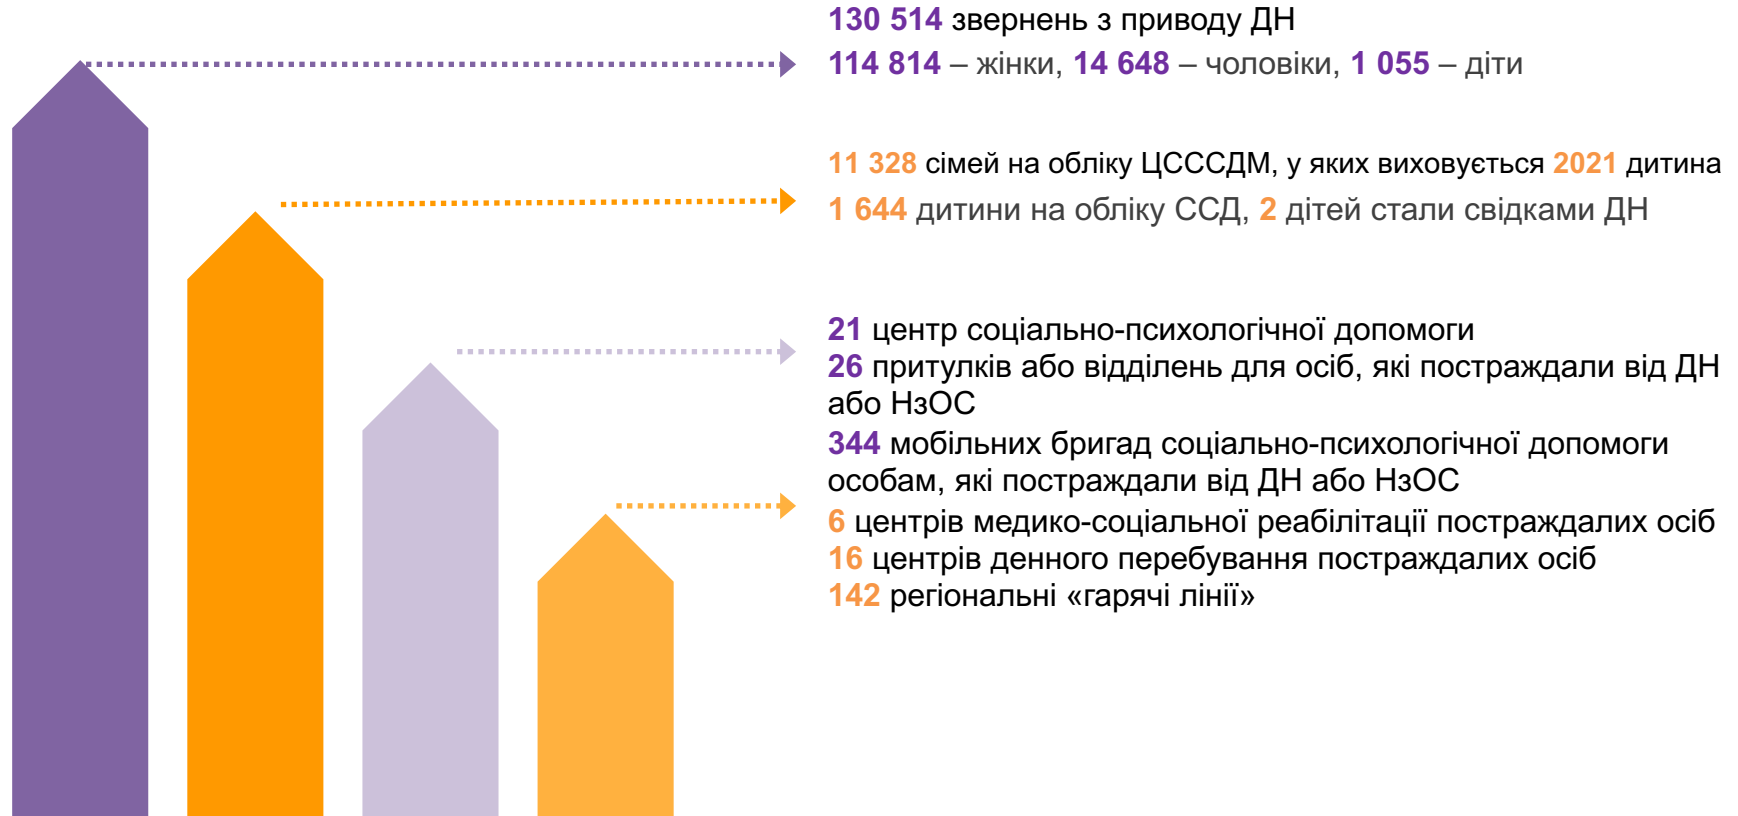 130 514 звернень з приводу ДН
114 814 – жінки, 14 648 – чоловіки, 1 055 – діти
11 328 сімей на обліку ЦСССДМ, у яких виховується 2021 дитина
1 644 дитини на обліку ССД, 2 дітей стали свідками ДН
21 центр соціально-психологічної допомоги
26 притулків або відділень для осіб, які постраждали від ДН
або НзОС
344 мобільних бригад соціально-психологічної допомоги
особам, які постраждали від ДН або НзОС
6 центрів медико-соціальної реабілітації постраждалих осіб
16 центрів денного перебування постраждалих осіб
142 регіональні «гарячі лінії»